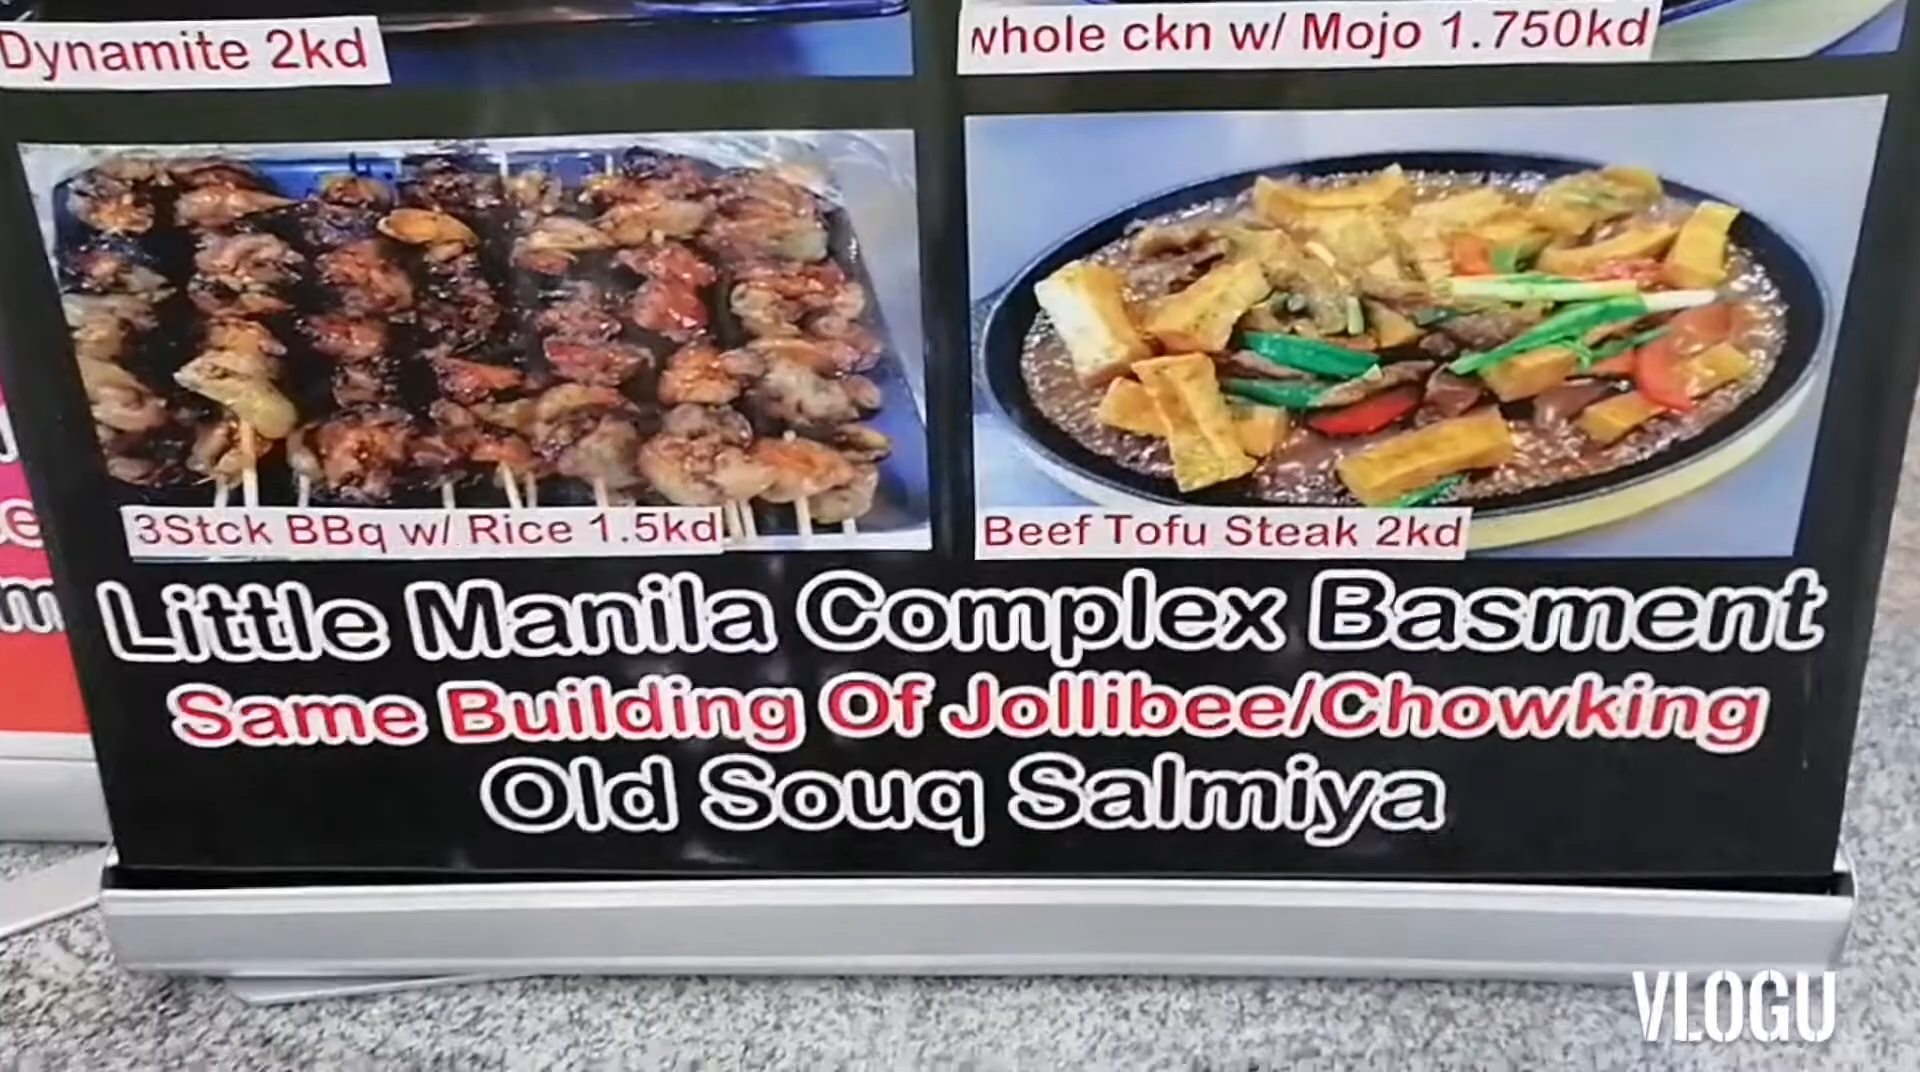 Dynamite 2kd
whole ckn w/ Mojo 1.750kd
3Stck BBq w/ Rice 1.5kd
Beef Tofu Steak 2kd
Little Manila Complex Basment
Same Building Of Jollibee/Chowking
Old Souq Salmiya
VLOGU